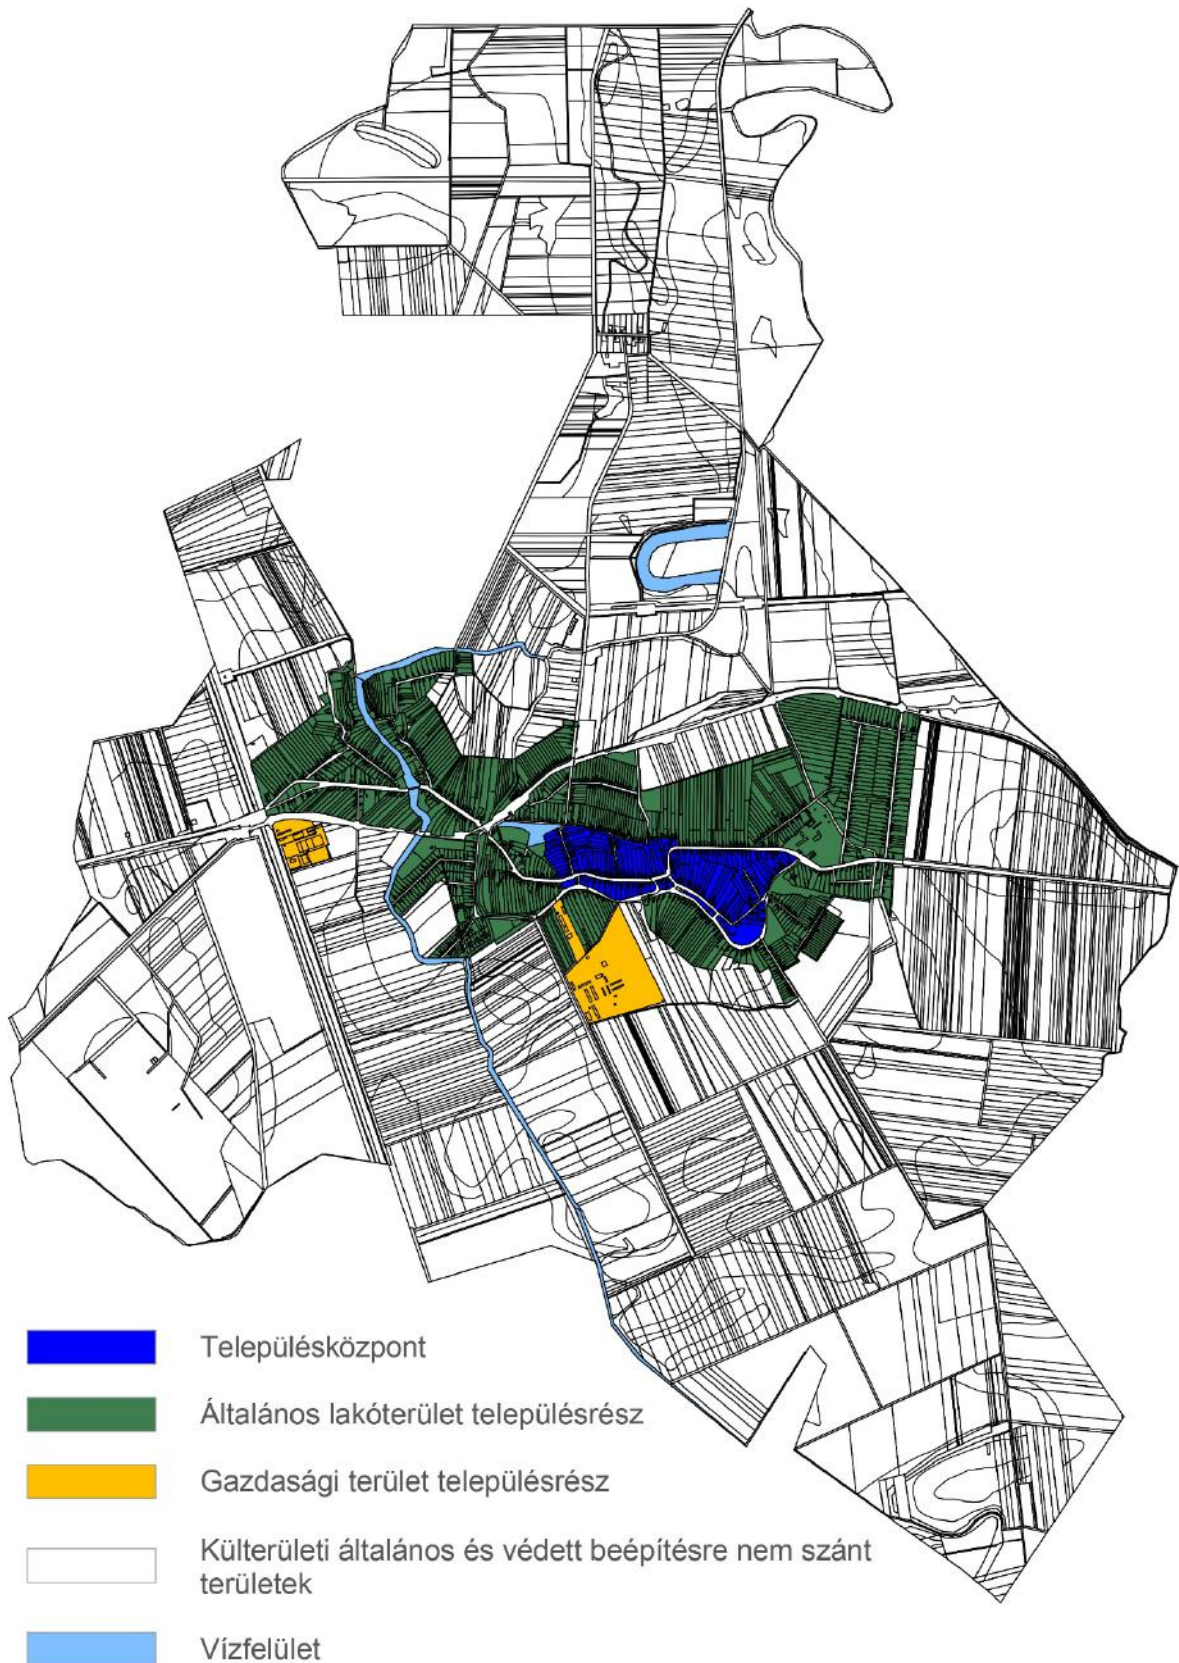 Településközpont
Általános lakóterület településrész
Gazdasági terület településrész
Külterületi általános és védett beépítésre nem szánt
területek
Vízfelület